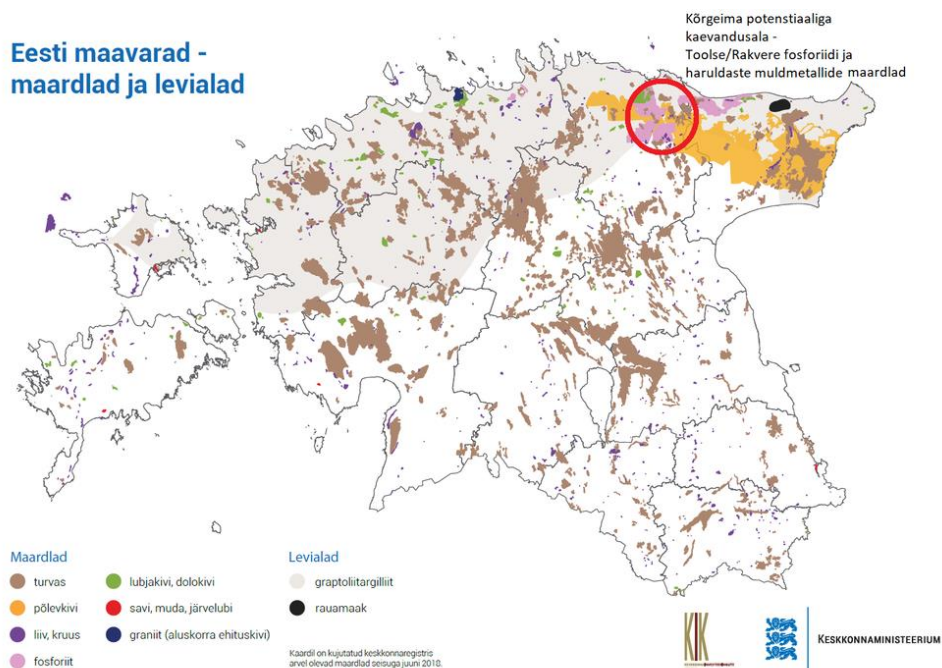 Eesti maavarad -
maardlad ja levialad
Kõrgeima potenstiaaliga
kaevandusala -
Toolse/Rakvere fosforiidi ja
haruldaste muldmetallide maardlad
Maardlad
turvas
põlevkivi
liiv, kruus
fosforiit
lubjakivi, dolokivi
savi, muda, järvelubi
graniit (aluskorra ehituskivi)
Levialad
graptoliitargilliit
rauamaak
Kaardil on kujutatud keskkonnaregistris
arvel olevad maardlad seisuga juuni 2018.
KIK
KESKKONNAMINISTEERIUM